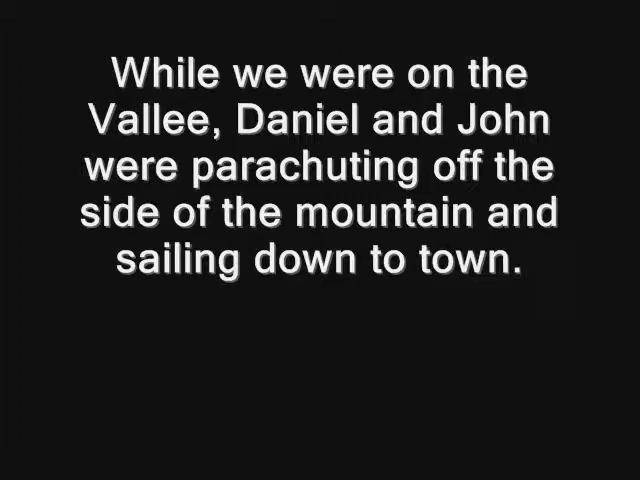 While we were on the
Vallee, Daniel and John
were parachuting off the
side of the mountain and
sailing down to town.